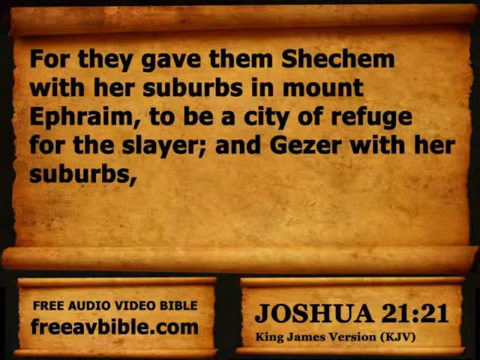 For they gave them Shechem
with her suburbs in mount
Ephraim, to be a city of refuge
for the slayer; and Gezer with her
suburbs,
FREE AUDIO VIDEO BIBLE
freeavbible.com
JOSHUA 21:21
King James Version (KJV)